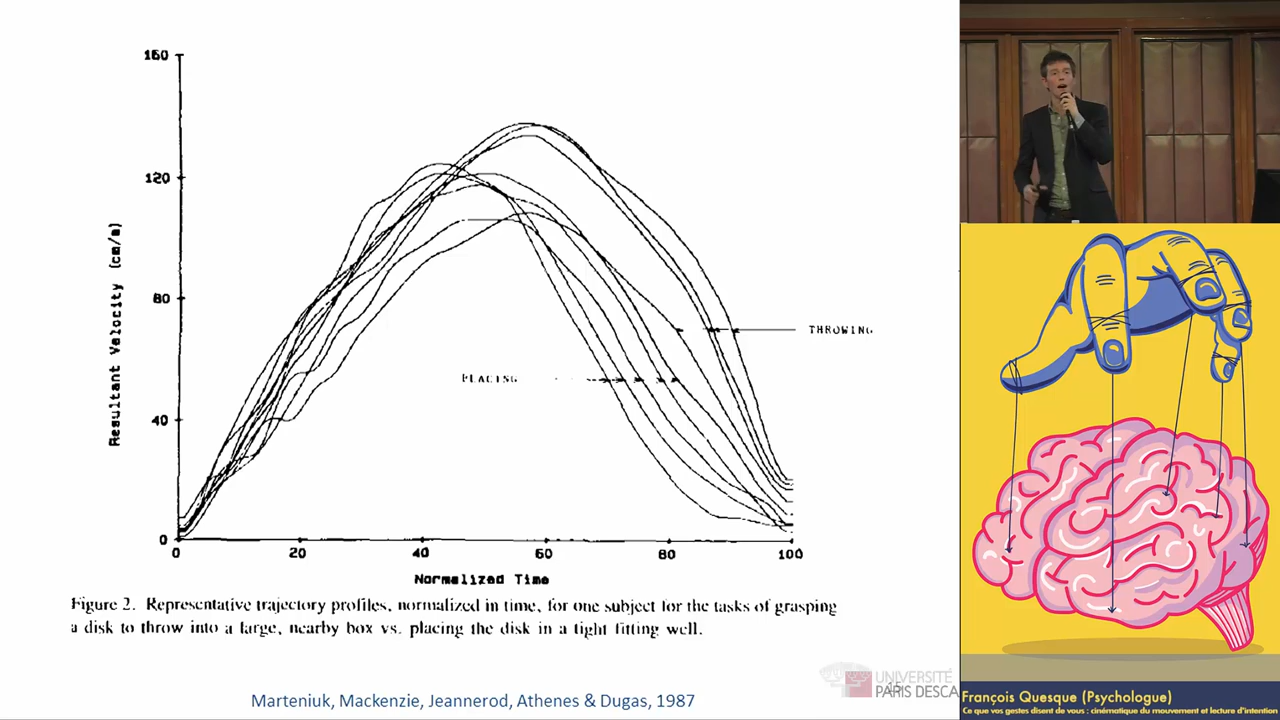 160
120
80
40
0
Resultant Velocity (cm/s)
THROWING
PLACING
0 20 40 60 80 100
Normalized Time
Figure 2. Representative trajectory profiles, normalized in time, for one subject for the tasks of grasping
a disk to throw into a large, nearby box vs. placing the disk in a tight fitting well.
Marteniuk, Mackenzie, Jeannerod, Athenes & Dugas, 1987
UNIVERSITÉ
PARIS DESCA
François Quesque (Psychologue)
Ce que vos gestes disent de vous : cinématique du mouvement et lecture d'intention